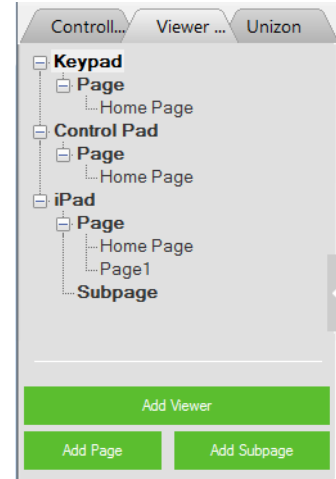 Controll... Viewer ... Unizon
Keypad
Page
Home Page
Control Pad
Page
Home Page
iPad
Page
Home Page
Page1
Subpage
Add Viewer
Add Page Add Subpage